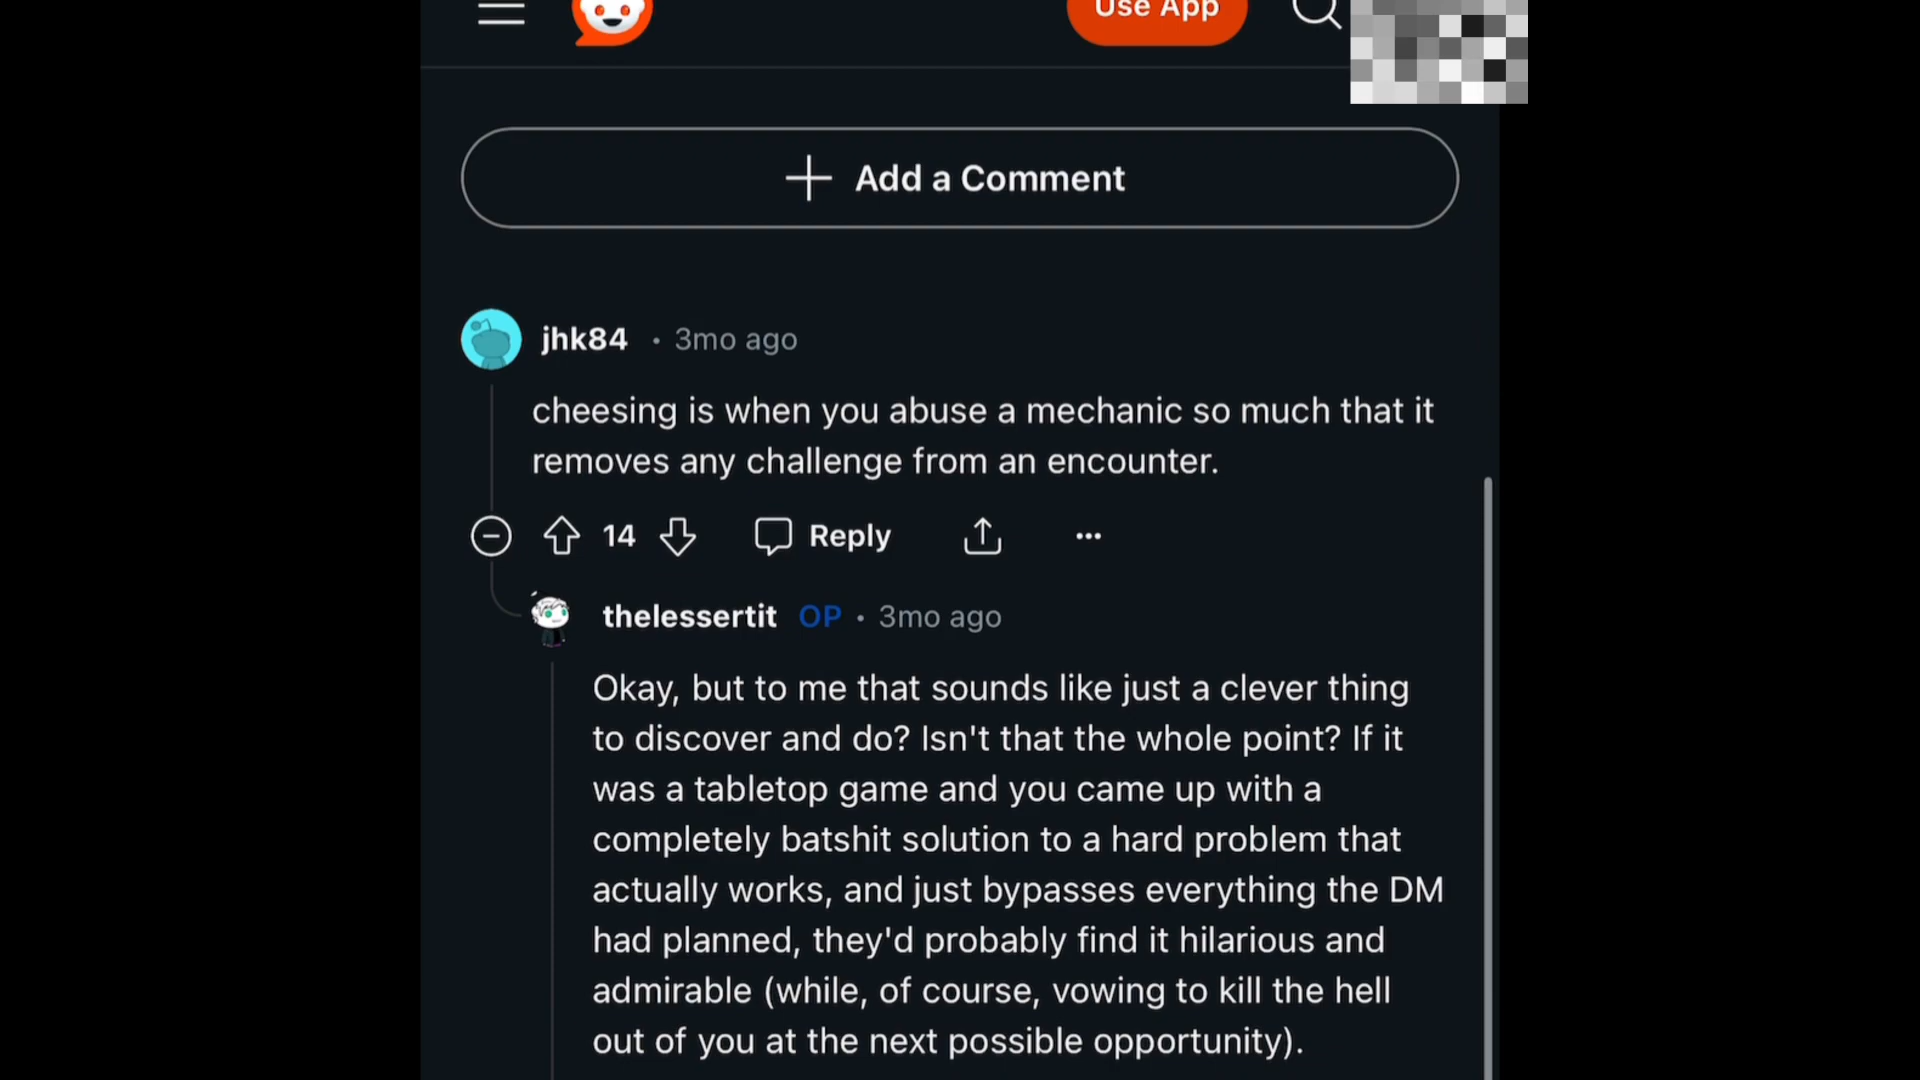 Use App
Add a Comment
jhk84 • 3mo ago
cheesing is when you abuse a mechanic so much that it
removes any challenge from an encounter.
14 Reply ...
thelessertit OP • 3mo ago
Okay, but to me that sounds like just a clever thing
to discover and do? Isn't that the whole point? If it
was a tabletop game and you came up with a
completely batshit solution to a hard problem that
actually works, and just bypasses everything the DM
had planned, they'd probably find it hilarious and
admirable (while, of course, vowing to kill the hell
out of you at the next possible opportunity).